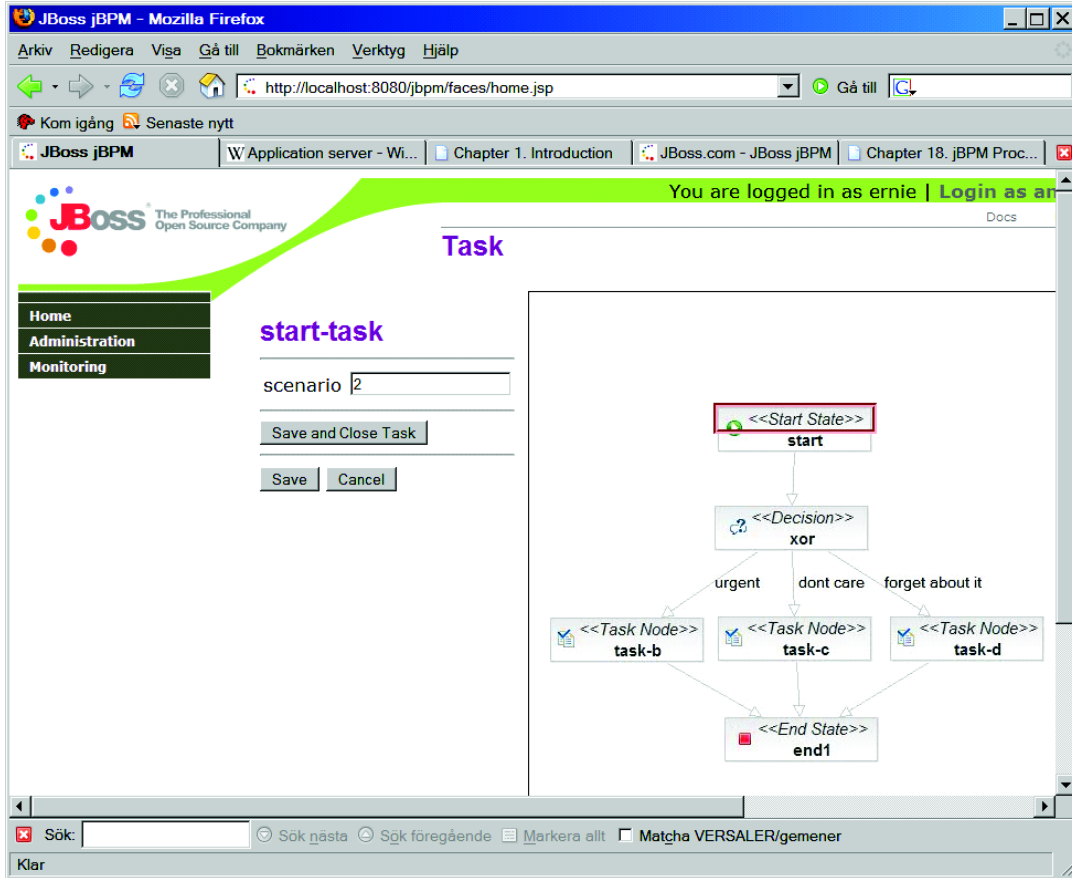 JBoss jBPM - Mozilla Firefox
Arkiv Redigera Visa Gå till Bokmärken Verktyg Hjälp
http://localhost:8080/jbpm/faces/home.jsp Gå till G
Kom igång Senaste nytt
JBoss jBPM W Application server - Wi... Chapter 1. Introduction JBoss.com - JBoss jBPM Chapter 18. jBPM Proc...
You are logged in as ernie | Login as an
JBoss The Professional
Open Source Company
Docs
Task
Home
Administration
Monitoring
start-task
scenario 2
Save and Close Task
Save Cancel
<<Start State>>
start
<<Decision>>
xor
urgent dont care forget about it
<<Task Node>> <<Task Node>> <<Task Node>>
task-b task-c task-d
<<End State>>
end1
Sök: Sök nästa Sök föregående Markera allt Matcha VERSALER/gemener
Klar